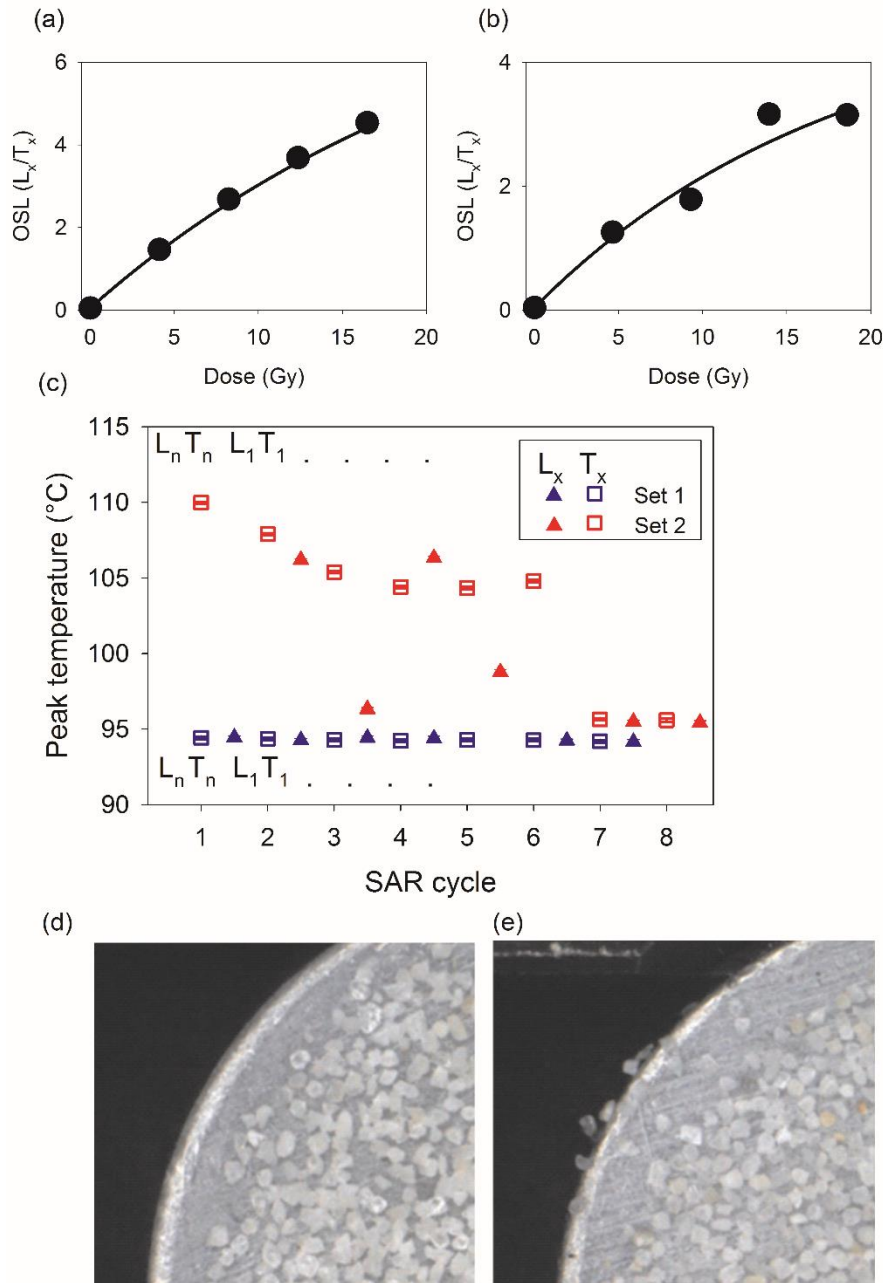 (a)
(b)
6
4
2
0
OSL (Lₓ/Tₓ)
0 5 10 15 20
Dose (Gy)
4
2
0
OSL (Lₓ/Tₓ)
0 5 10 15 20
Dose (Gy)
(c)
115
110
105
100
95
90
Peak temperature (°C)
LₙTₙ L₁T₁ . . . .
Lₓ Tₓ
Set 1
Set 2
LₙTₙ L₁T₁ . . . .
1 2 3 4 5 6 7 8
SAR cycle
(d)
(e)